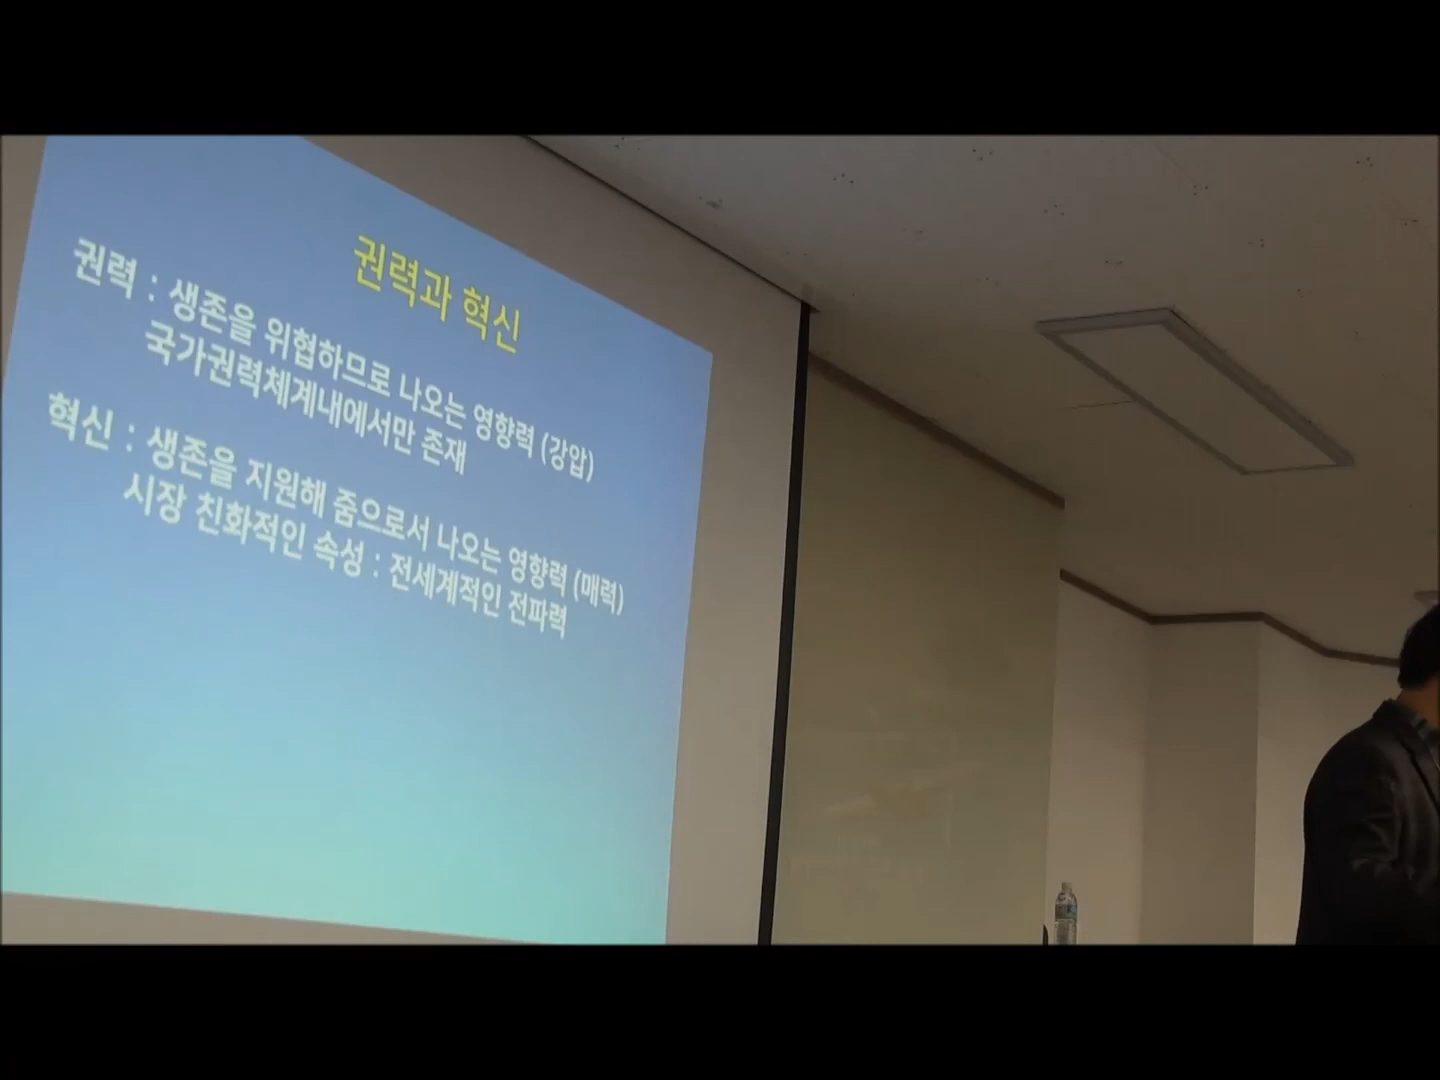 권력과 혁신
권력 : 생존을 위협하므로 나오는 영향력 (강압)
국가권력체계내에서만 존재
혁신 : 생존을 지원해 줌으로서 나오는 영향력 (매력)
시장 친화적인 속성 : 전세계적인 전파력